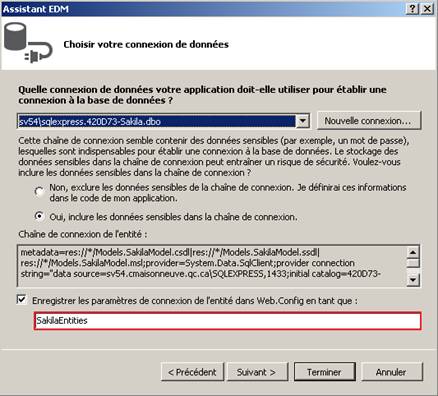 Assistant EDM
Choisir votre connexion de données
Quelle connexion de données votre application doit-elle utiliser pour établir une
connexion à la base de données ?
sv54\sqlexpress.420D73-Sakila.dbo
Nouvelle connexion...
Cette chaîne de connexion semble contenir des données sensibles (par exemple, un mot de passe),
lesquelles sont indispensables pour établir une connexion à la base de données. Le stockage des
données sensibles dans la chaîne de connexion peut entraîner un risque de sécurité. Voulez-vous
inclure les données sensibles dans la chaîne de connexion ?
Non, exclure les données sensibles de la chaîne de connexion. Je définirai ces informations
dans le code de mon application.
Oui, inclure les données sensibles dans la chaîne de connexion.
Chaîne de connexion de l'entité :
metadata=res://*/Models.SakilaModel.csdl|res://*/Models.SakilaModel.ssdl|
res://*/Models.SakilaModel.msl;provider=System.Data.SqlClient;provider connection
string="data source=sv54.cmaisonneuve.qc.ca\SQLEXPRESS,1433;initial catalog=420D73-
Enregistrer les paramètres de connexion de l'entité dans Web.Config en tant que :
SakilaEntities
< Précédent
Suivant >
Terminer
Annuler